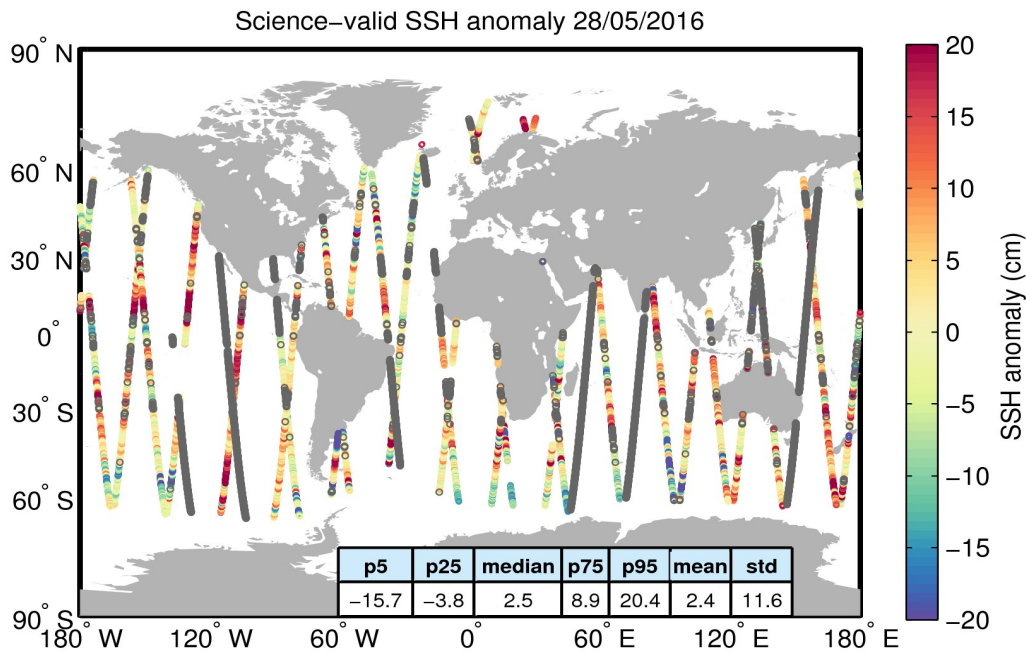 Science−valid SSH anomaly 28/05/2016
90° N
60° N
30° N
0°
30° S
60° S
90° S
180° W
120° W
60° W
0°
60° E
120° E
180° E
p5 p25 median p75 p95 mean std
−15.7 −3.8 2.5 8.9 20.4 2.4 11.6
20
15
10
5
0
−5
−10
−15
−20
SSH anomaly (cm)